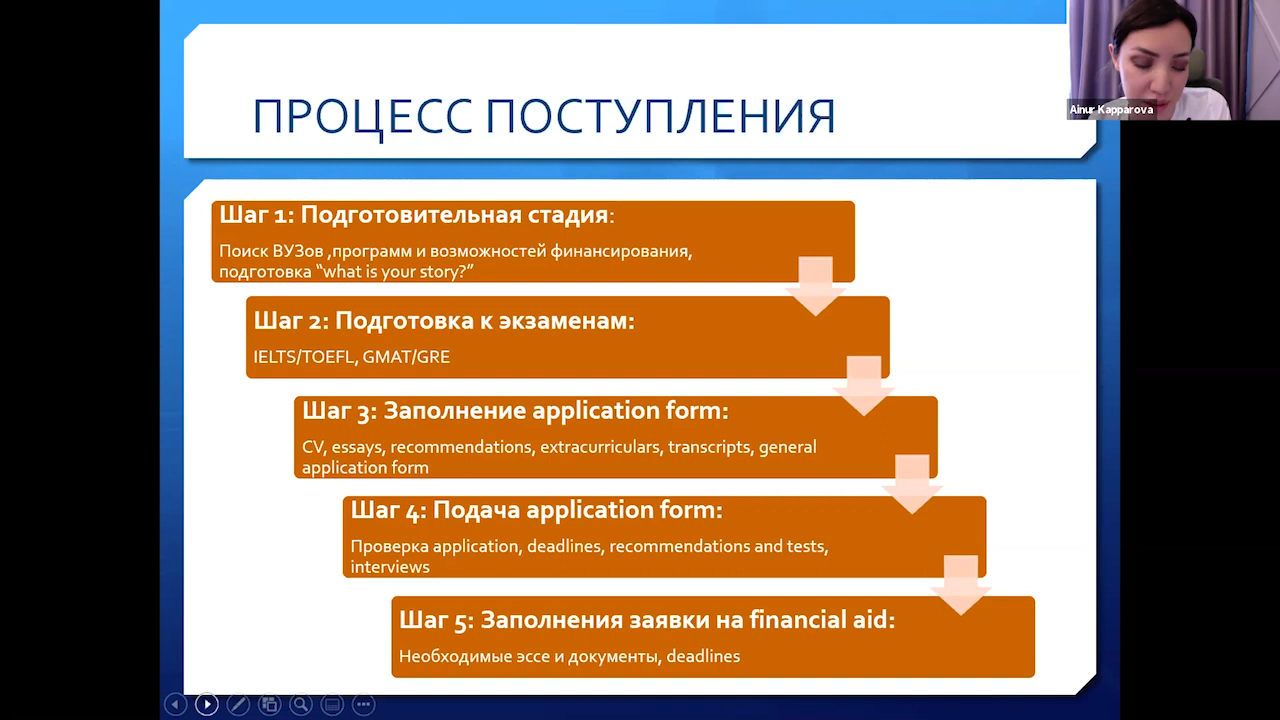 ПРОЦЕСС ПОСТУПЛЕНИЯ
Ainur Kapparova
Шаг 1: Подготовительная стадия:
Поиск ВУЗов ,программ и возможностей финансирования,
подготовка “what is your story?”
Шаг 2: Подготовка к экзаменам:
IELTS/TOEFL, GMAT/GRE
Шаг 3: Заполнение application form:
CV, essays, recommendations, extracurriculars, transcripts, general
application form
Шаг 4: Подача application form:
Проверка application, deadlines, recommendations and tests,
interviews
Шаг 5: Заполнения заявки на financial aid:
Необходимые эссе и документы, deadlines